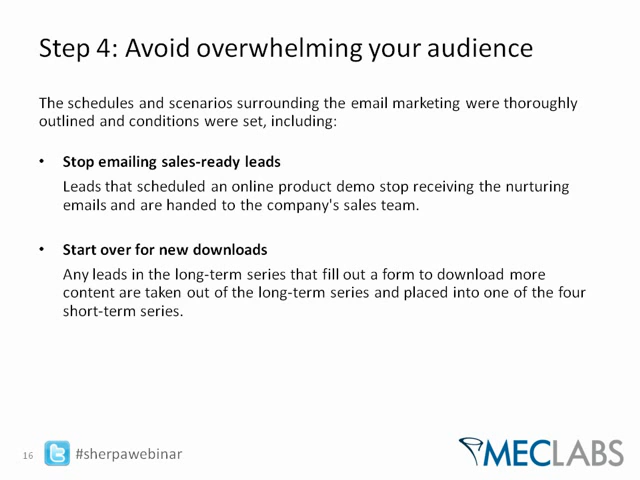 Step 4: Avoid overwhelming your audience
The schedules and scenarios surrounding the email marketing were thoroughly
outlined and conditions were set, including:
• Stop emailing sales-ready leads
Leads that scheduled an online product demo stop receiving the nurturing
emails and are handed to the company's sales team.
• Start over for new downloads
Any leads in the long-term series that fill out a form to download more
content are taken out of the long-term series and placed into one of the four
short-term series.
16 #sherpawebinar
MECLABS